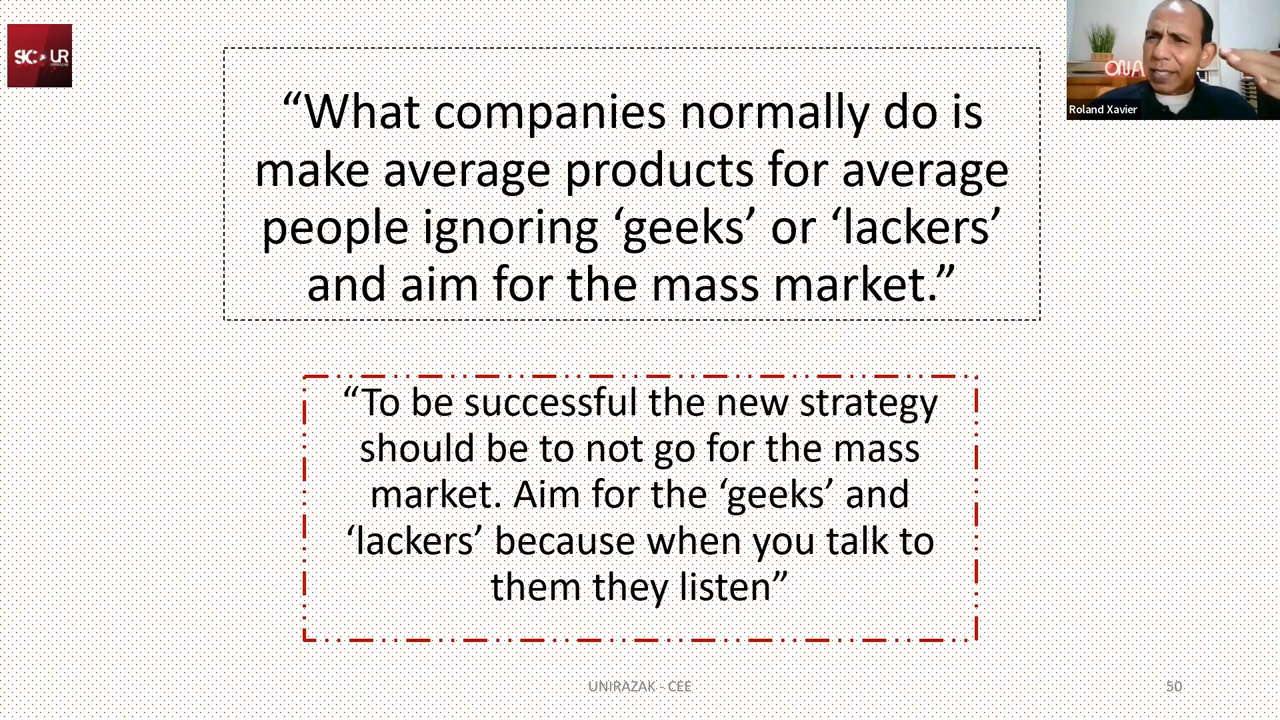 SIC UR
ONA
Roland Xavier
“What companies normally do is
make average products for average
people ignoring ‘geeks’ or ‘lackers’
and aim for the mass market.”
“To be successful the new strategy
should be to not go for the mass
market. Aim for the ‘geeks’ and
‘lackers’ because when you talk to
them they listen”
UNIRAZAK - CEE
50